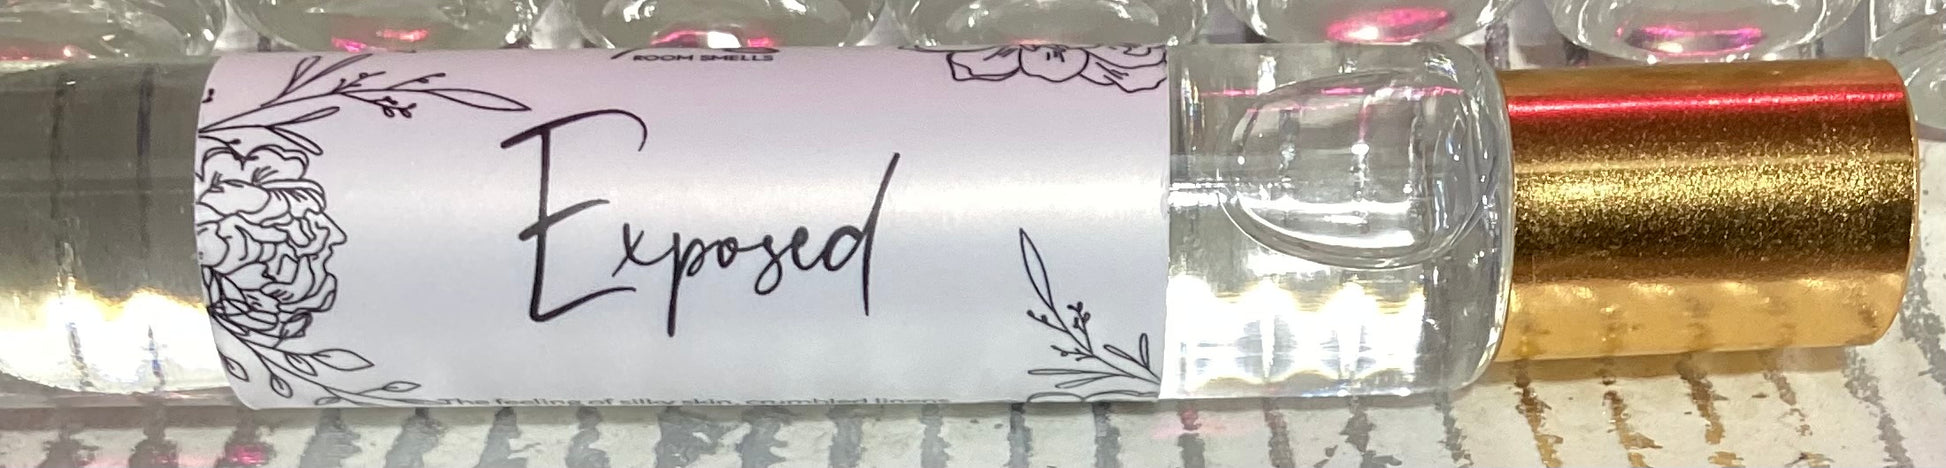 ROOM SMELLS
Exposed
The feeling of silky skin, crumbled linens